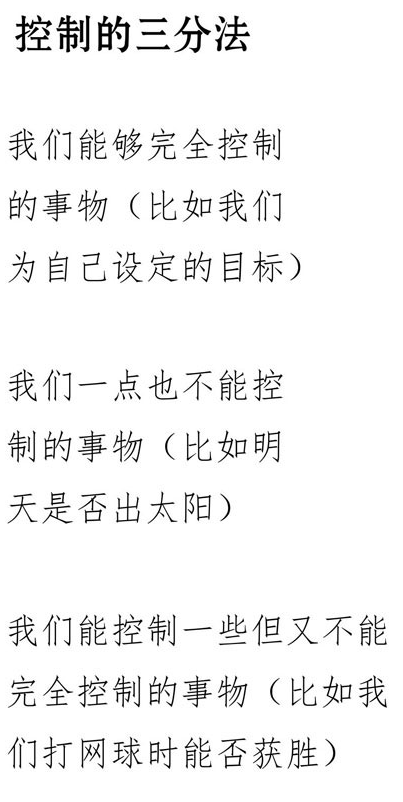 控制的三分法
我们能够完全控制
的事物（比如我们
为自己设定的目标）
我们一点也不能控
制的事物（比如明
天是否出太阳）
我们能控制一些但又不能
完全控制的事物（比如我
们打网球时能否获胜）